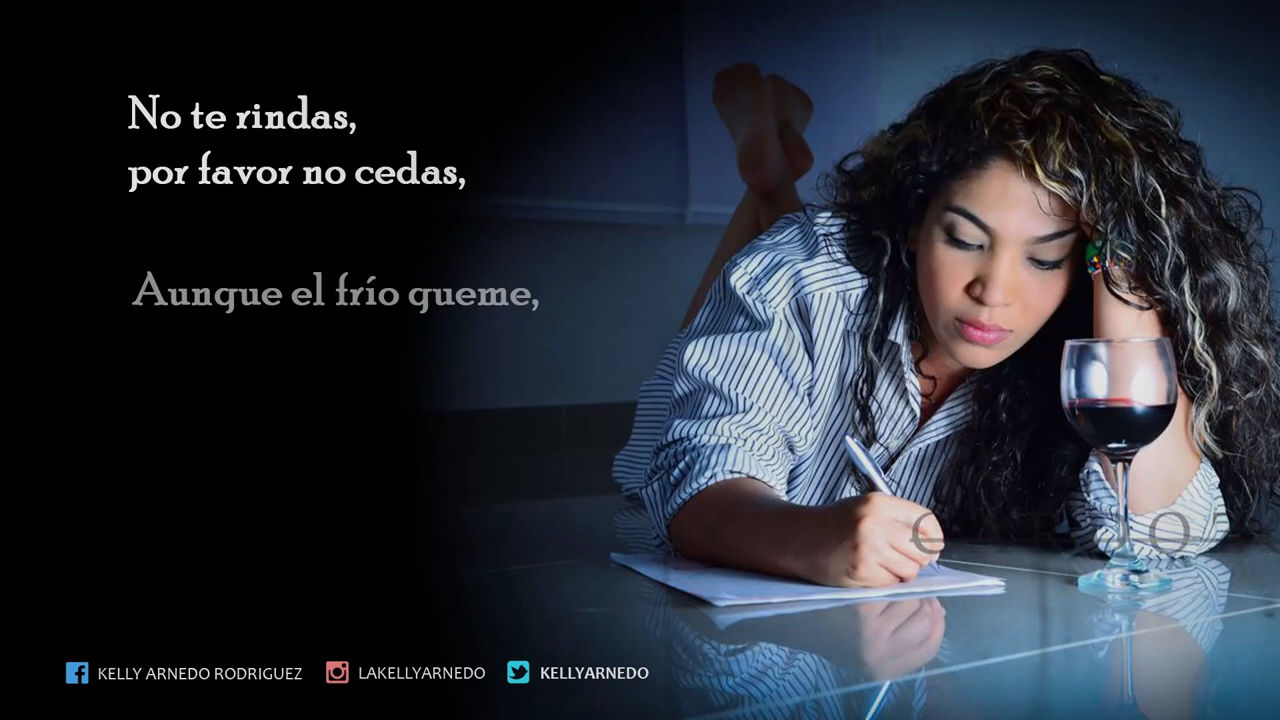 No te rindas,
por favor no cedas,
Aunque el frío queme,
KELLY ARNEDO RODRIGUEZ LAKELLYARNEDO KELLYARNEDO